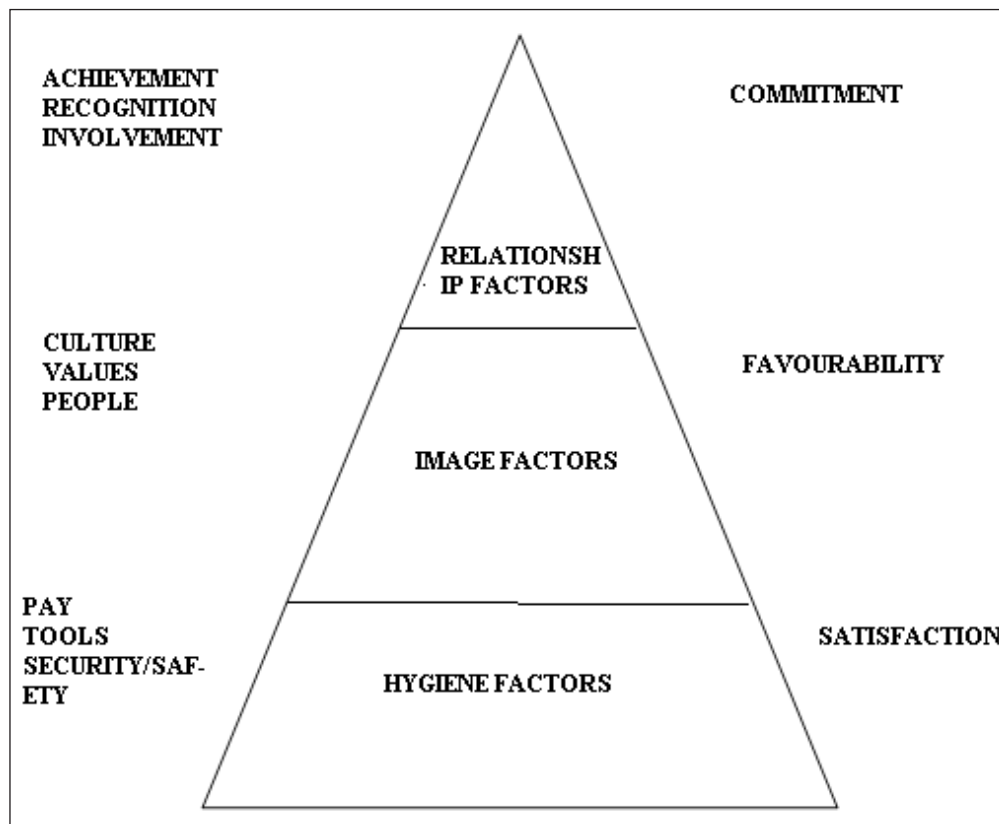 ACHIEVEMENT
RECOGNITION
INVOLVEMENT
COMMITMENT
RELATIONSH
IP FACTORS
CULTURE
VALUES
PEOPLE
FAVOURABILITY
IMAGE FACTORS
PAY
TOOLS
SECURITY/SAF-
ETY
SATISFACTION
HYGIENE FACTORS